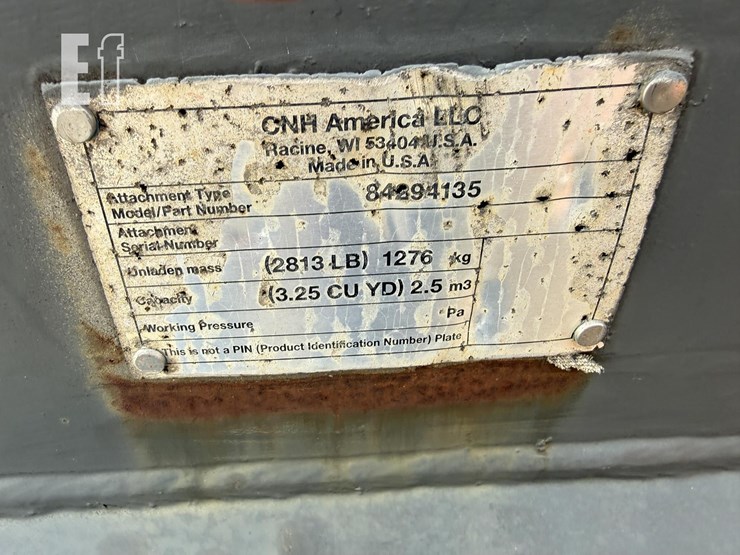 Ef
CNH America LLC
Racine, WI 53404 U.S.A.
Made in U.S.A.
Attachment Type
Model/Part Number 84294135
Attachment
Serial Number
Unladen mass (2813 LB) 1276 kg
Capacity (3.25 CU YD) 2.5 m3
Working Pressure Pa
This is not a PIN (Product Identification Number) Plate